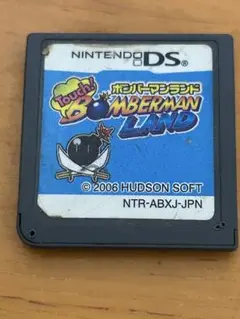 NINTENDO DS
Touch!
ボンバーマンランド
BOMBERMAN
LAND
© 2006 HUDSON SOFT
NTR-ABXJ-JPN